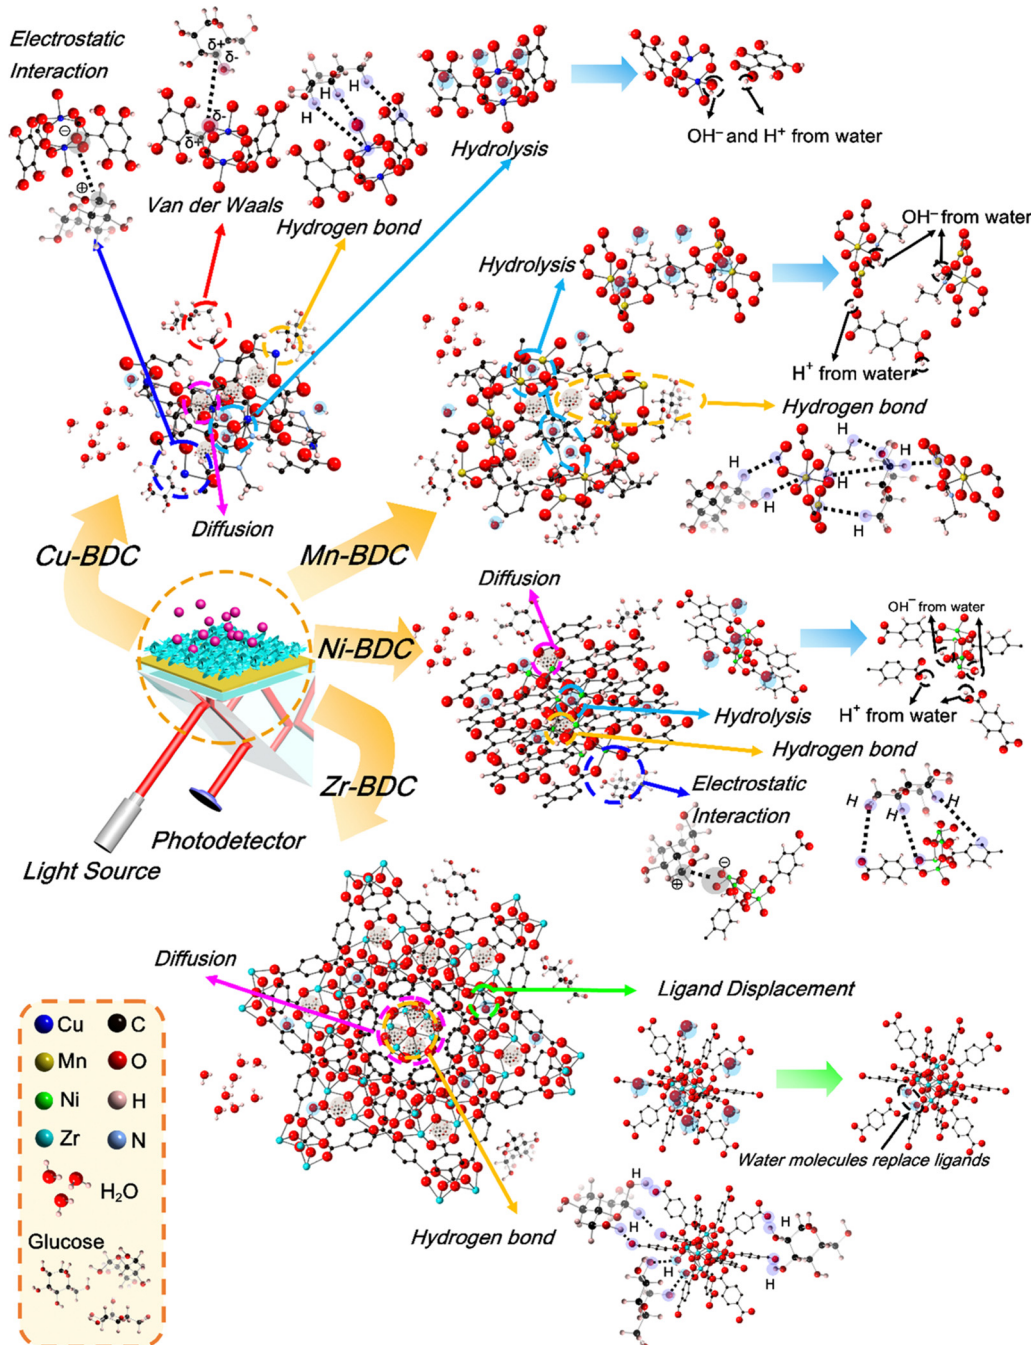 Electrostatic
Interaction
δ+
δ-
δ-
δ+
⊖
⊕
H
H
H
Van der Waals
Hydrogen bond
Hydrolysis
OH⁻ and H⁺ from water
Hydrolysis
OH⁻ from water
H⁺ from water
Hydrogen bond
H
H
H
H
H
Diffusion
Cu-BDC
Mn-BDC
Ni-BDC
Zr-BDC
Light Source
Photodetector
Diffusion
OH⁻ from water
H⁺ from water
Hydrolysis
Hydrogen bond
Electrostatic
Interaction
⊖
⊕
H
H
H
Diffusion
Ligand Displacement
Water molecules replace ligands
Hydrogen bond
H
H
H
H
H
Cu
C
Mn
O
Ni
H
Zr
N
H₂O
Glucose